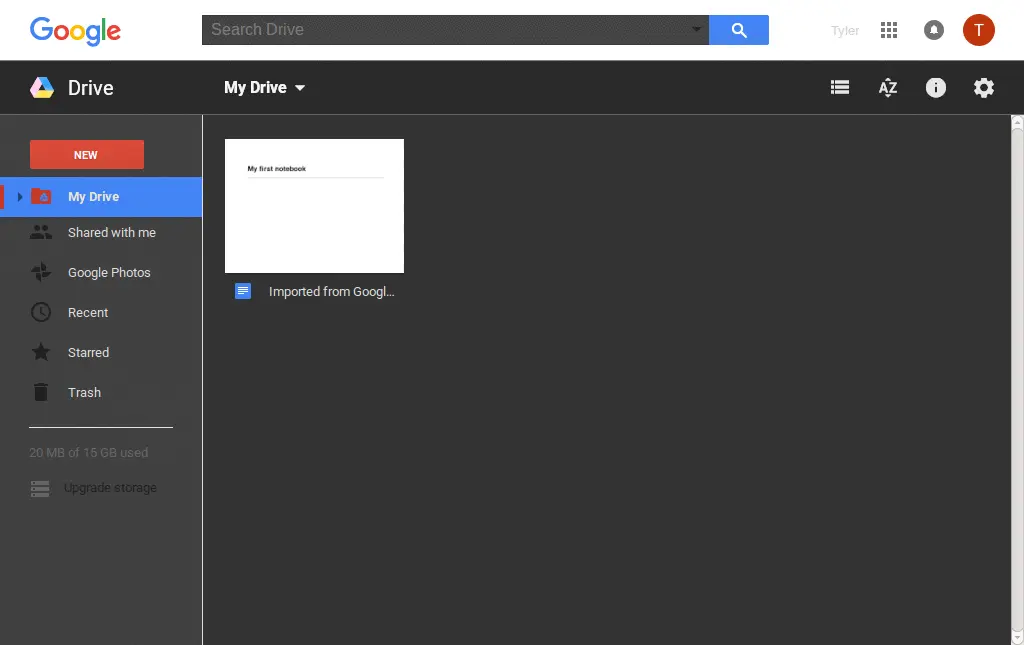 Google
Search Drive
Tyler
T
Drive
My Drive
AZ
NEW
My Drive
Shared with me
Google Photos
Recent
Starred
Trash
20 MB of 15 GB used
Upgrade storage
My first notebook
Imported from Googl...